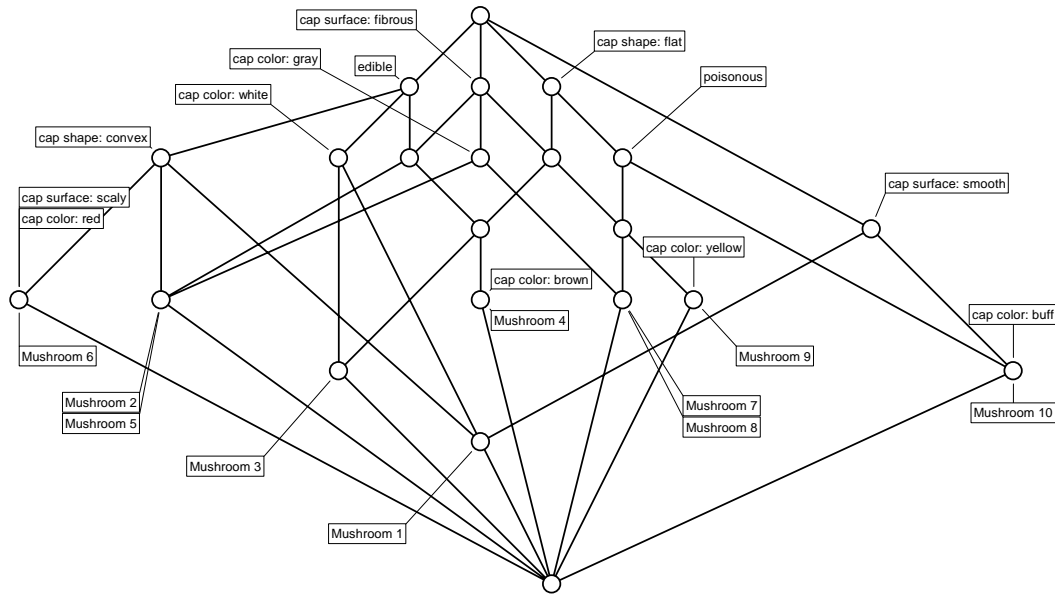 cap surface: fibrous
cap shape: flat
cap color: gray
edible
poisonous
cap color: white
cap shape: convex
cap surface: smooth
cap surface: scaly
cap color: red
cap color: yellow
cap color: brown
cap color: buff
Mushroom 4
Mushroom 6
Mushroom 9
Mushroom 2
Mushroom 7
Mushroom 10
Mushroom 5
Mushroom 8
Mushroom 3
Mushroom 1